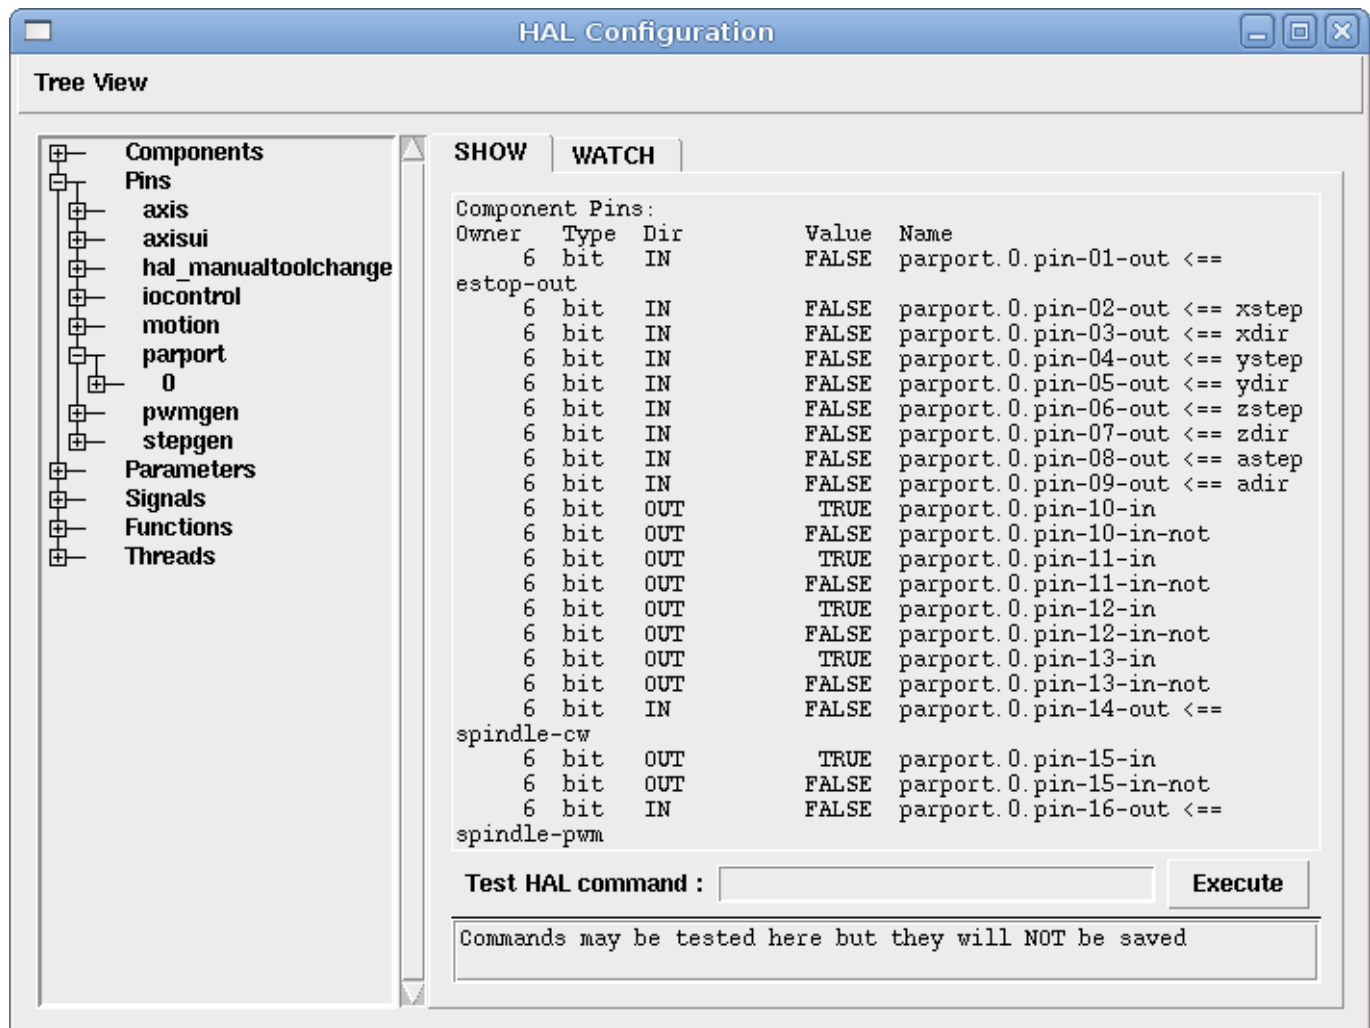 HAL Configuration
Tree View
Components
Pins
axis
axisui
hal_manualtoolchange
iocontrol
motion
parport
0
pwmgen
stepgen
Parameters
Signals
Functions
Threads
SHOW WATCH
Component Pins:
Owner Type Dir Value Name
6 bit IN FALSE parport.0.pin-01-out <==
estop-out
6 bit IN FALSE parport.0.pin-02-out <== xstep
6 bit IN FALSE parport.0.pin-03-out <== xdir
6 bit IN FALSE parport.0.pin-04-out <== ystep
6 bit IN FALSE parport.0.pin-05-out <== ydir
6 bit IN FALSE parport.0.pin-06-out <== zstep
6 bit IN FALSE parport.0.pin-07-out <== zdir
6 bit IN FALSE parport.0.pin-08-out <== astep
6 bit IN FALSE parport.0.pin-09-out <== adir
6 bit OUT TRUE parport.0.pin-10-in
6 bit OUT FALSE parport.0.pin-10-in-not
6 bit OUT TRUE parport.0.pin-11-in
6 bit OUT FALSE parport.0.pin-11-in-not
6 bit OUT TRUE parport.0.pin-12-in
6 bit OUT FALSE parport.0.pin-12-in-not
6 bit OUT TRUE parport.0.pin-13-in
6 bit OUT FALSE parport.0.pin-13-in-not
6 bit IN FALSE parport.0.pin-14-out <==
spindle-cw
6 bit OUT TRUE parport.0.pin-15-in
6 bit OUT FALSE parport.0.pin-15-in-not
6 bit IN FALSE parport.0.pin-16-out <==
spindle-pwm
Test HAL command : Execute
Commands may be tested here but they will NOT be saved